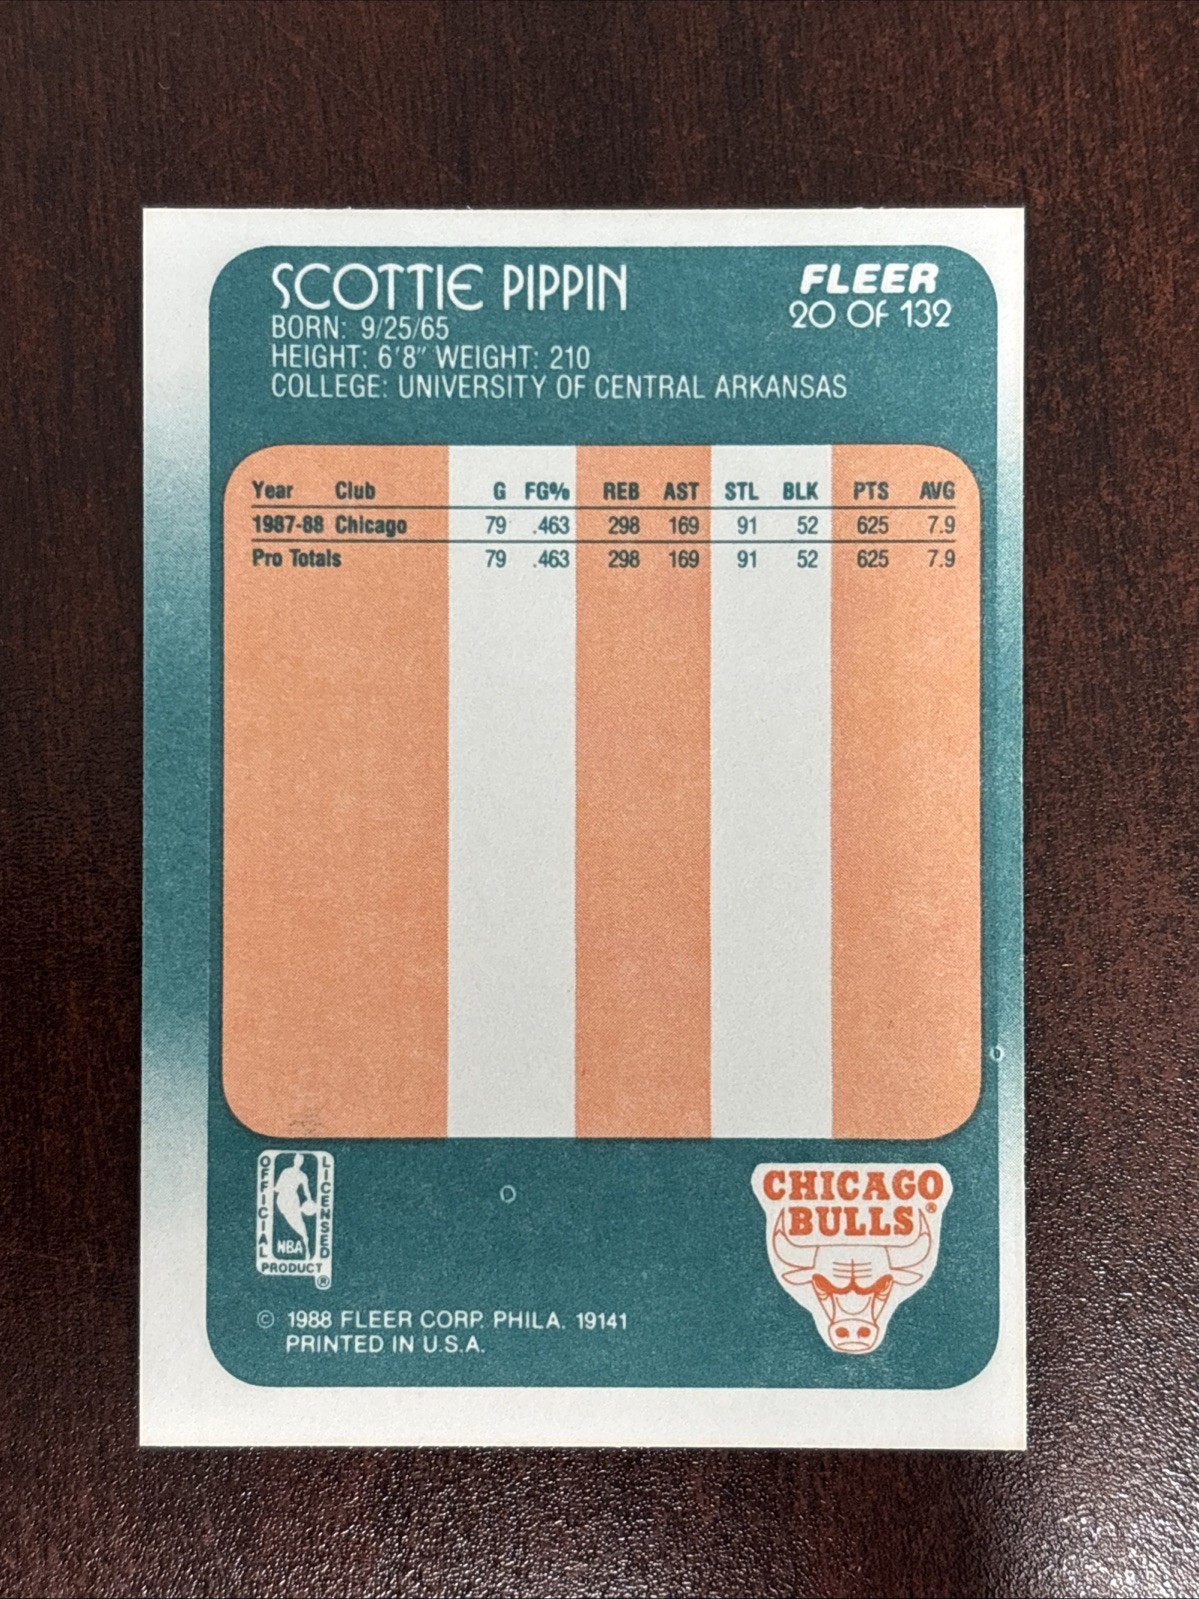 SCOTTIE PIPPIN
FLEER
20 OF 132
BORN: 9/25/65
HEIGHT: 6'8" WEIGHT: 210
COLLEGE: UNIVERSITY OF CENTRAL ARKANSAS
Year Club G FG% REB AST STL BLK PTS AVG
1987-88 Chicago 79 .463 298 169 91 52 625 7.9
Pro Totals 79 .463 298 169 91 52 625 7.9
OFFICIAL
LICENSED
NBA
PRODUCT
®
CHICAGO
BULLS®
© 1988 FLEER CORP. PHILA. 19141
PRINTED IN U.S.A.